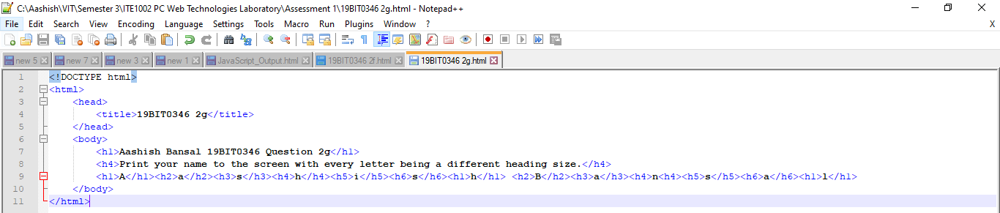 C:\Aashish\VIT\Semester 3\ITE1002 PC Web Technologies Laboratory\Assessment 1\19BIT0346 2g.html - Notepad++
File Edit Search View Encoding Language Settings Tools Macro Run Plugins Window ? X
new 5 new 7 new 3 new 1 JavaScript_Output.html 19BIT0346 2f.html 19BIT0346 2g.html
1 <!DOCTYPE html>
2 <html>
3 <head>
4 <title>19BIT0346 2g</title>
5 </head>
6 <body>
7 <h1>Aashish Bansal 19BIT0346 Question 2g</h1>
8 <h4>Print your name to the screen with every letter being a different heading size.</h4>
9 <h1>A</h1><h2>a</h2><h3>s</h3><h4>h</h4><h5>i</h5><h6>s</h6><h1>h</h1> <h2>B</h2><h3>a</h3><h4>n<h4><h5>s</h5><h6>a</h6><h1>l</h1>
10 </body>
11 </html>